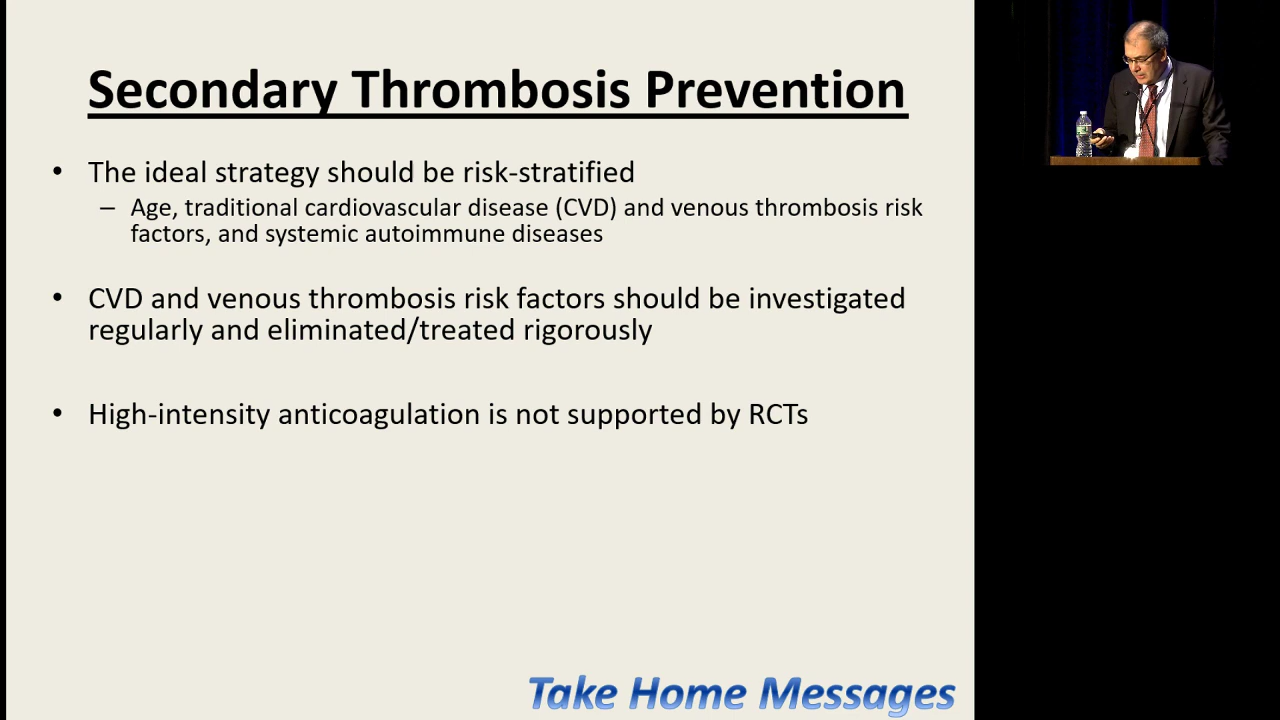 Secondary Thrombosis Prevention
• The ideal strategy should be risk-stratified
– Age, traditional cardiovascular disease (CVD) and venous thrombosis risk
factors, and systemic autoimmune diseases
• CVD and venous thrombosis risk factors should be investigated
regularly and eliminated/treated rigorously
• High-intensity anticoagulation is not supported by RCTs
Take Home Messages